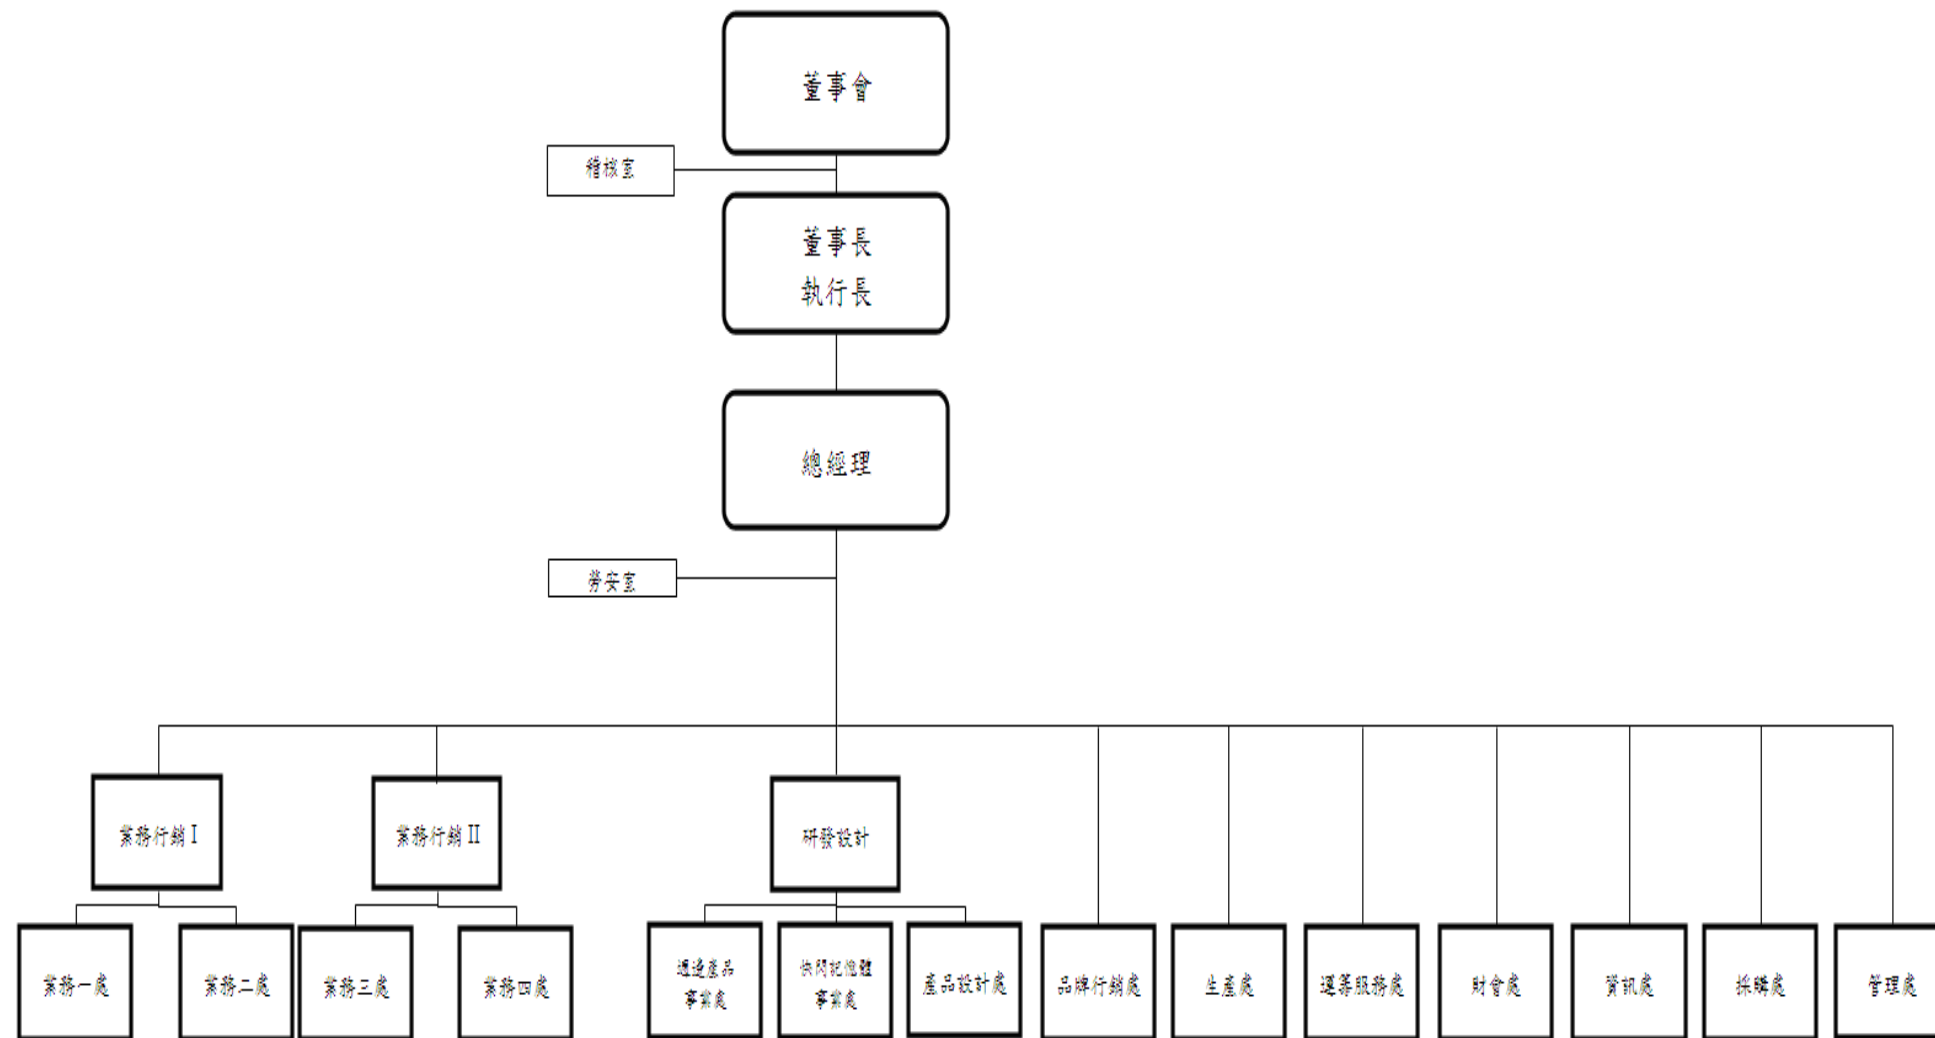 董事會
稽核室
董事長
執行長
總經理
勞安室
業務行銷 I
業務行銷 II
研發設計
業務一處
業務二處
業務三處
業務四處
週邊產品
事業處
快閃記憶體
事業處
產品設計處
品牌行銷處
生產處
運籌服務處
財會處
資訊處
採購處
管理處